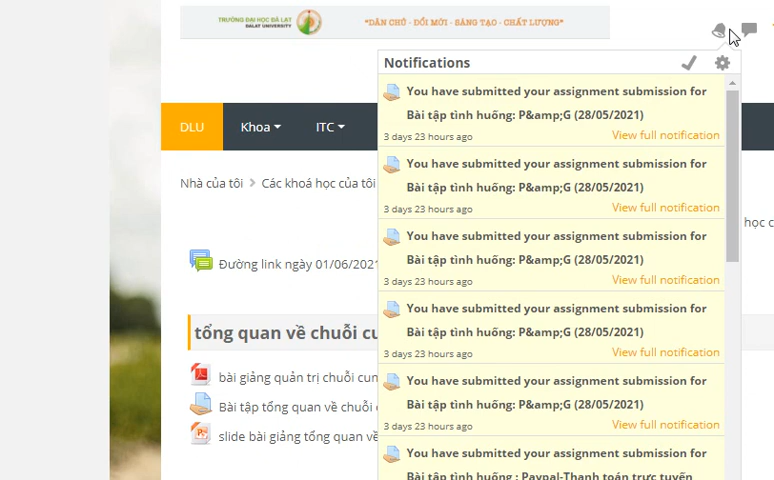 TRƯỜNG ĐẠI HỌC ĐÀ LẠT
DALAT UNIVERSITY
"DÂN CHỦ - ĐỔI MỚI - SÁNG TẠO - CHẤT LƯỢNG"
Notifications
DLU
Khoa
ITC
You have submitted your assignment submission for
Bài tập tình huống: P&amp;G (28/05/2021)
3 days 23 hours ago
View full notification
You have submitted your assignment submission for
Bài tập tình huống: P&amp;G (28/05/2021)
3 days 23 hours ago
View full notification
You have submitted your assignment submission for
Bài tập tình huống: P&amp;G (28/05/2021)
3 days 23 hours ago
View full notification
You have submitted your assignment submission for
Bài tập tình huống: P&amp;G (28/05/2021)
3 days 23 hours ago
View full notification
You have submitted your assignment submission for
Bài tập tình huống: P&amp;G (28/05/2021)
3 days 23 hours ago
View full notification
You have submitted your assignment submission for
Bài tập tình huống : Paypal-Thanh toán trực tuyến
Nhà của tôi
Các khoá học của tôi
học
Đường link ngày 01/06/2021
tổng quan về chuỗi
bài giảng quản trị chuỗi
Bài tập tổng quan về chuỗi
slide bài giảng tổng quan về